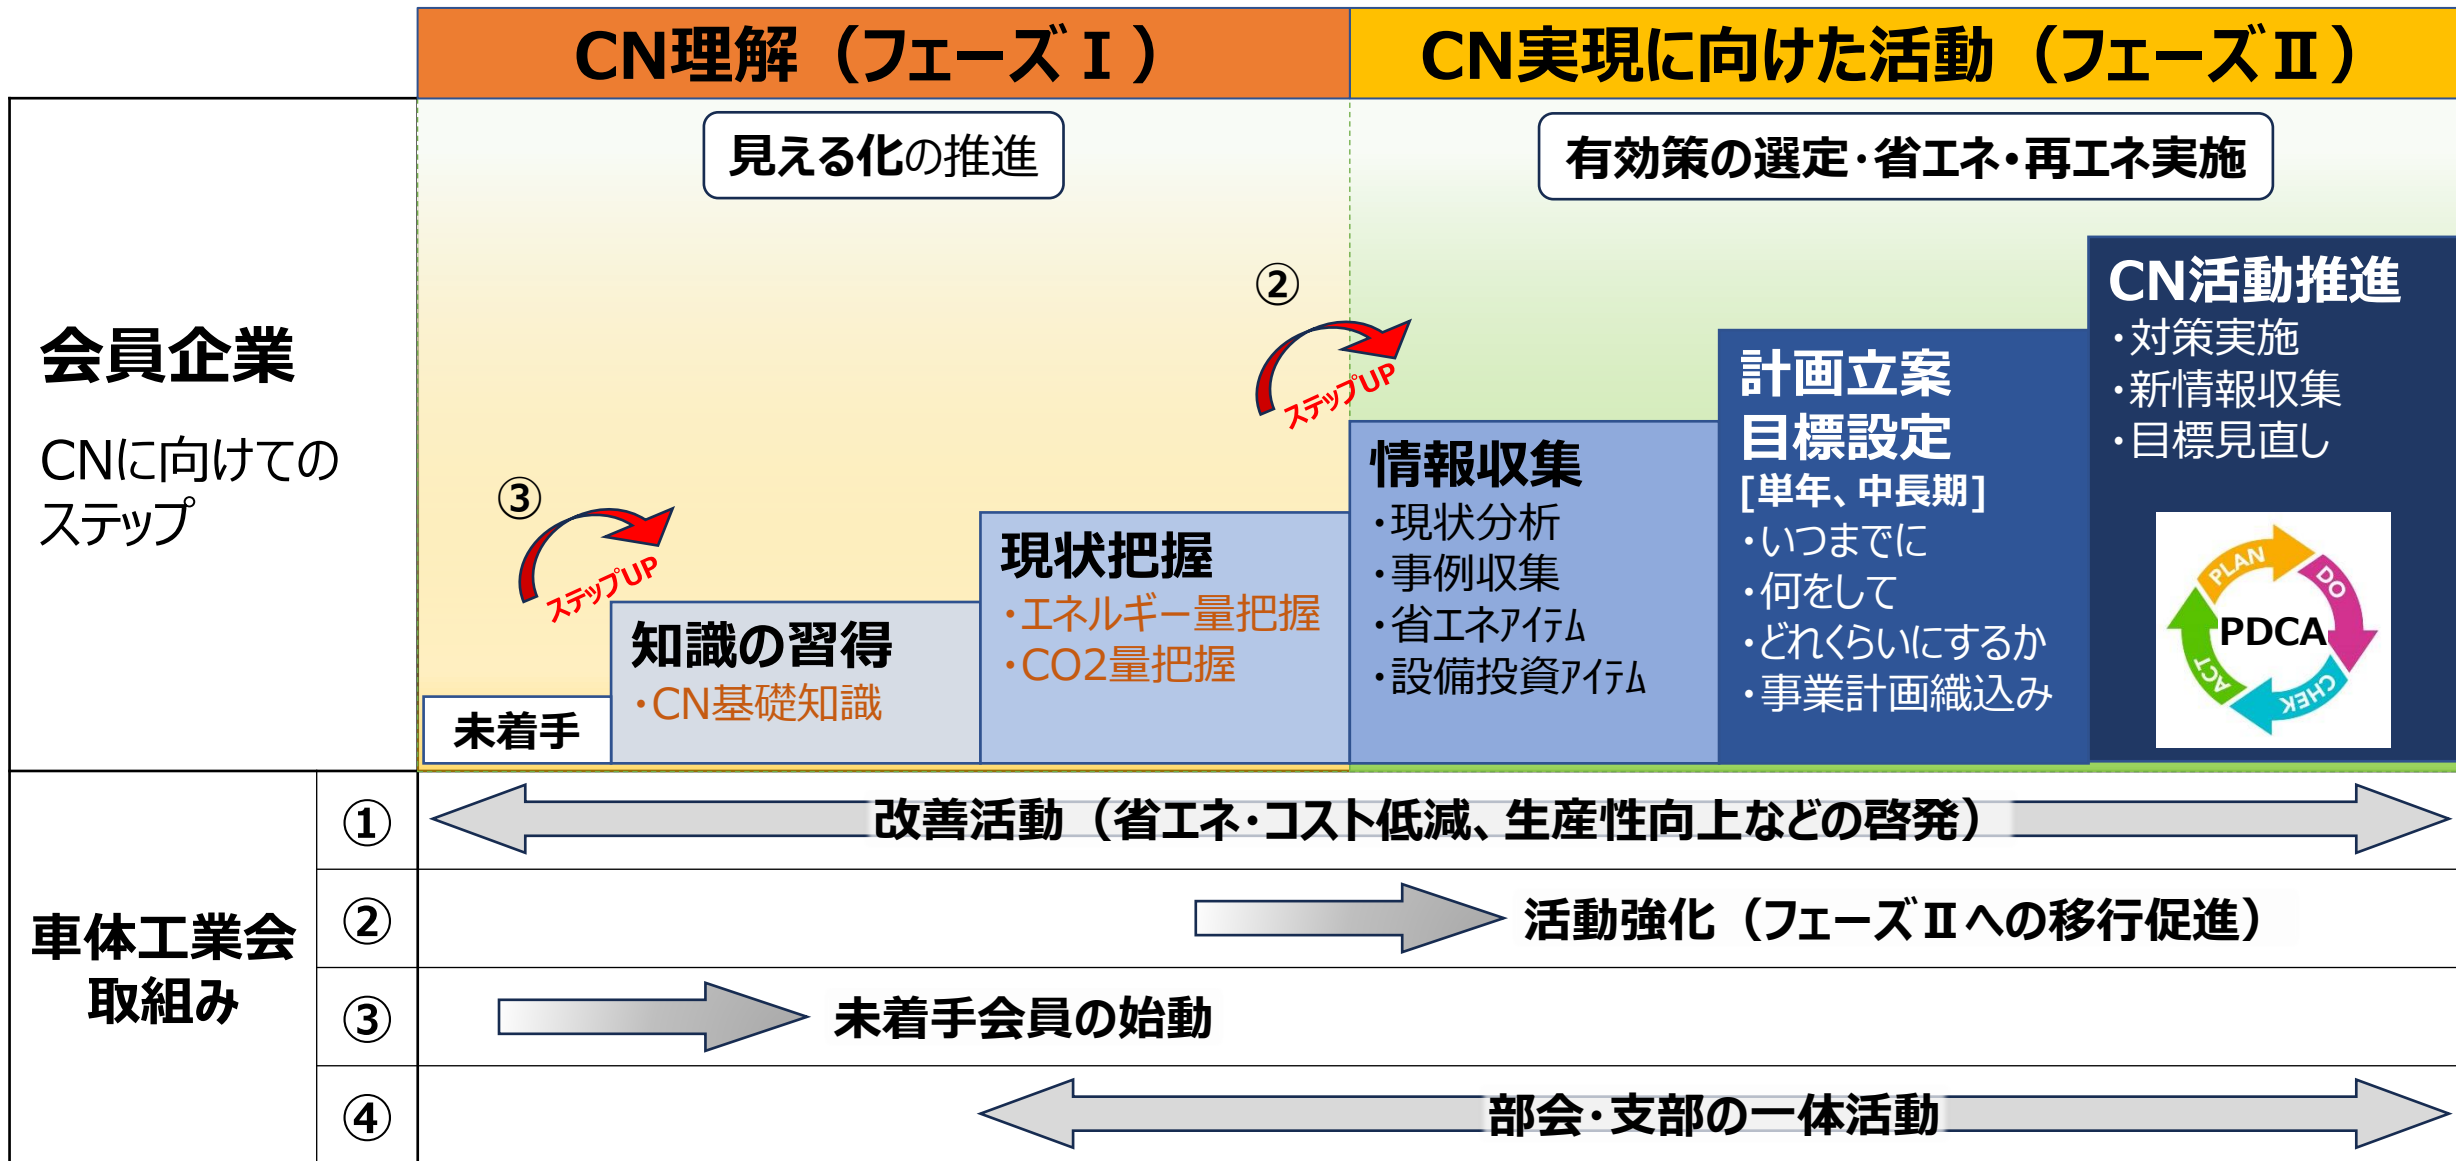 CN理解（フェーズⅠ）
CN実現に向けた活動（フェーズⅡ）
見える化の推進
有効策の選定・省エネ・再エネ実施
会員企業
CNに向けての
ステップ
③
ステップUP
②
ステップUP
未着手
知識の習得
・CN基礎知識
現状把握
・エネルギー量把握
・CO2量把握
情報収集
・現状分析
・事例収集
・省エネｱｲﾃﾑ
・設備投資ｱｲﾃﾑ
計画立案
目標設定
[単年、中長期]
・いつまでに
・何をして
・どれくらいにするか
・事業計画織込み
CN活動推進
・対策実施
・新情報収集
・目標見直し
PLAN
DO
CHEK
ACT
PDCA
車体工業会
取組み
①
改善活動（省エネ・コスト低減、生産性向上などの啓発）
②
活動強化（フェーズⅡへの移行促進）
③
未着手会員の始動
④
部会・支部の一体活動